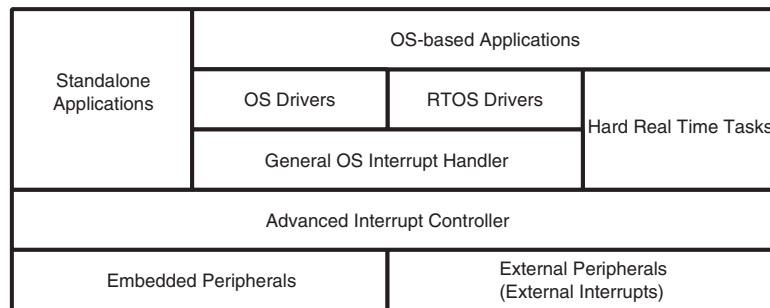 OS-based Applications
Standalone
Applications
OS Drivers
RTOS Drivers
Hard Real Time Tasks
General OS Interrupt Handler
Advanced Interrupt Controller
Embedded Peripherals
External Peripherals
(External Interrupts)